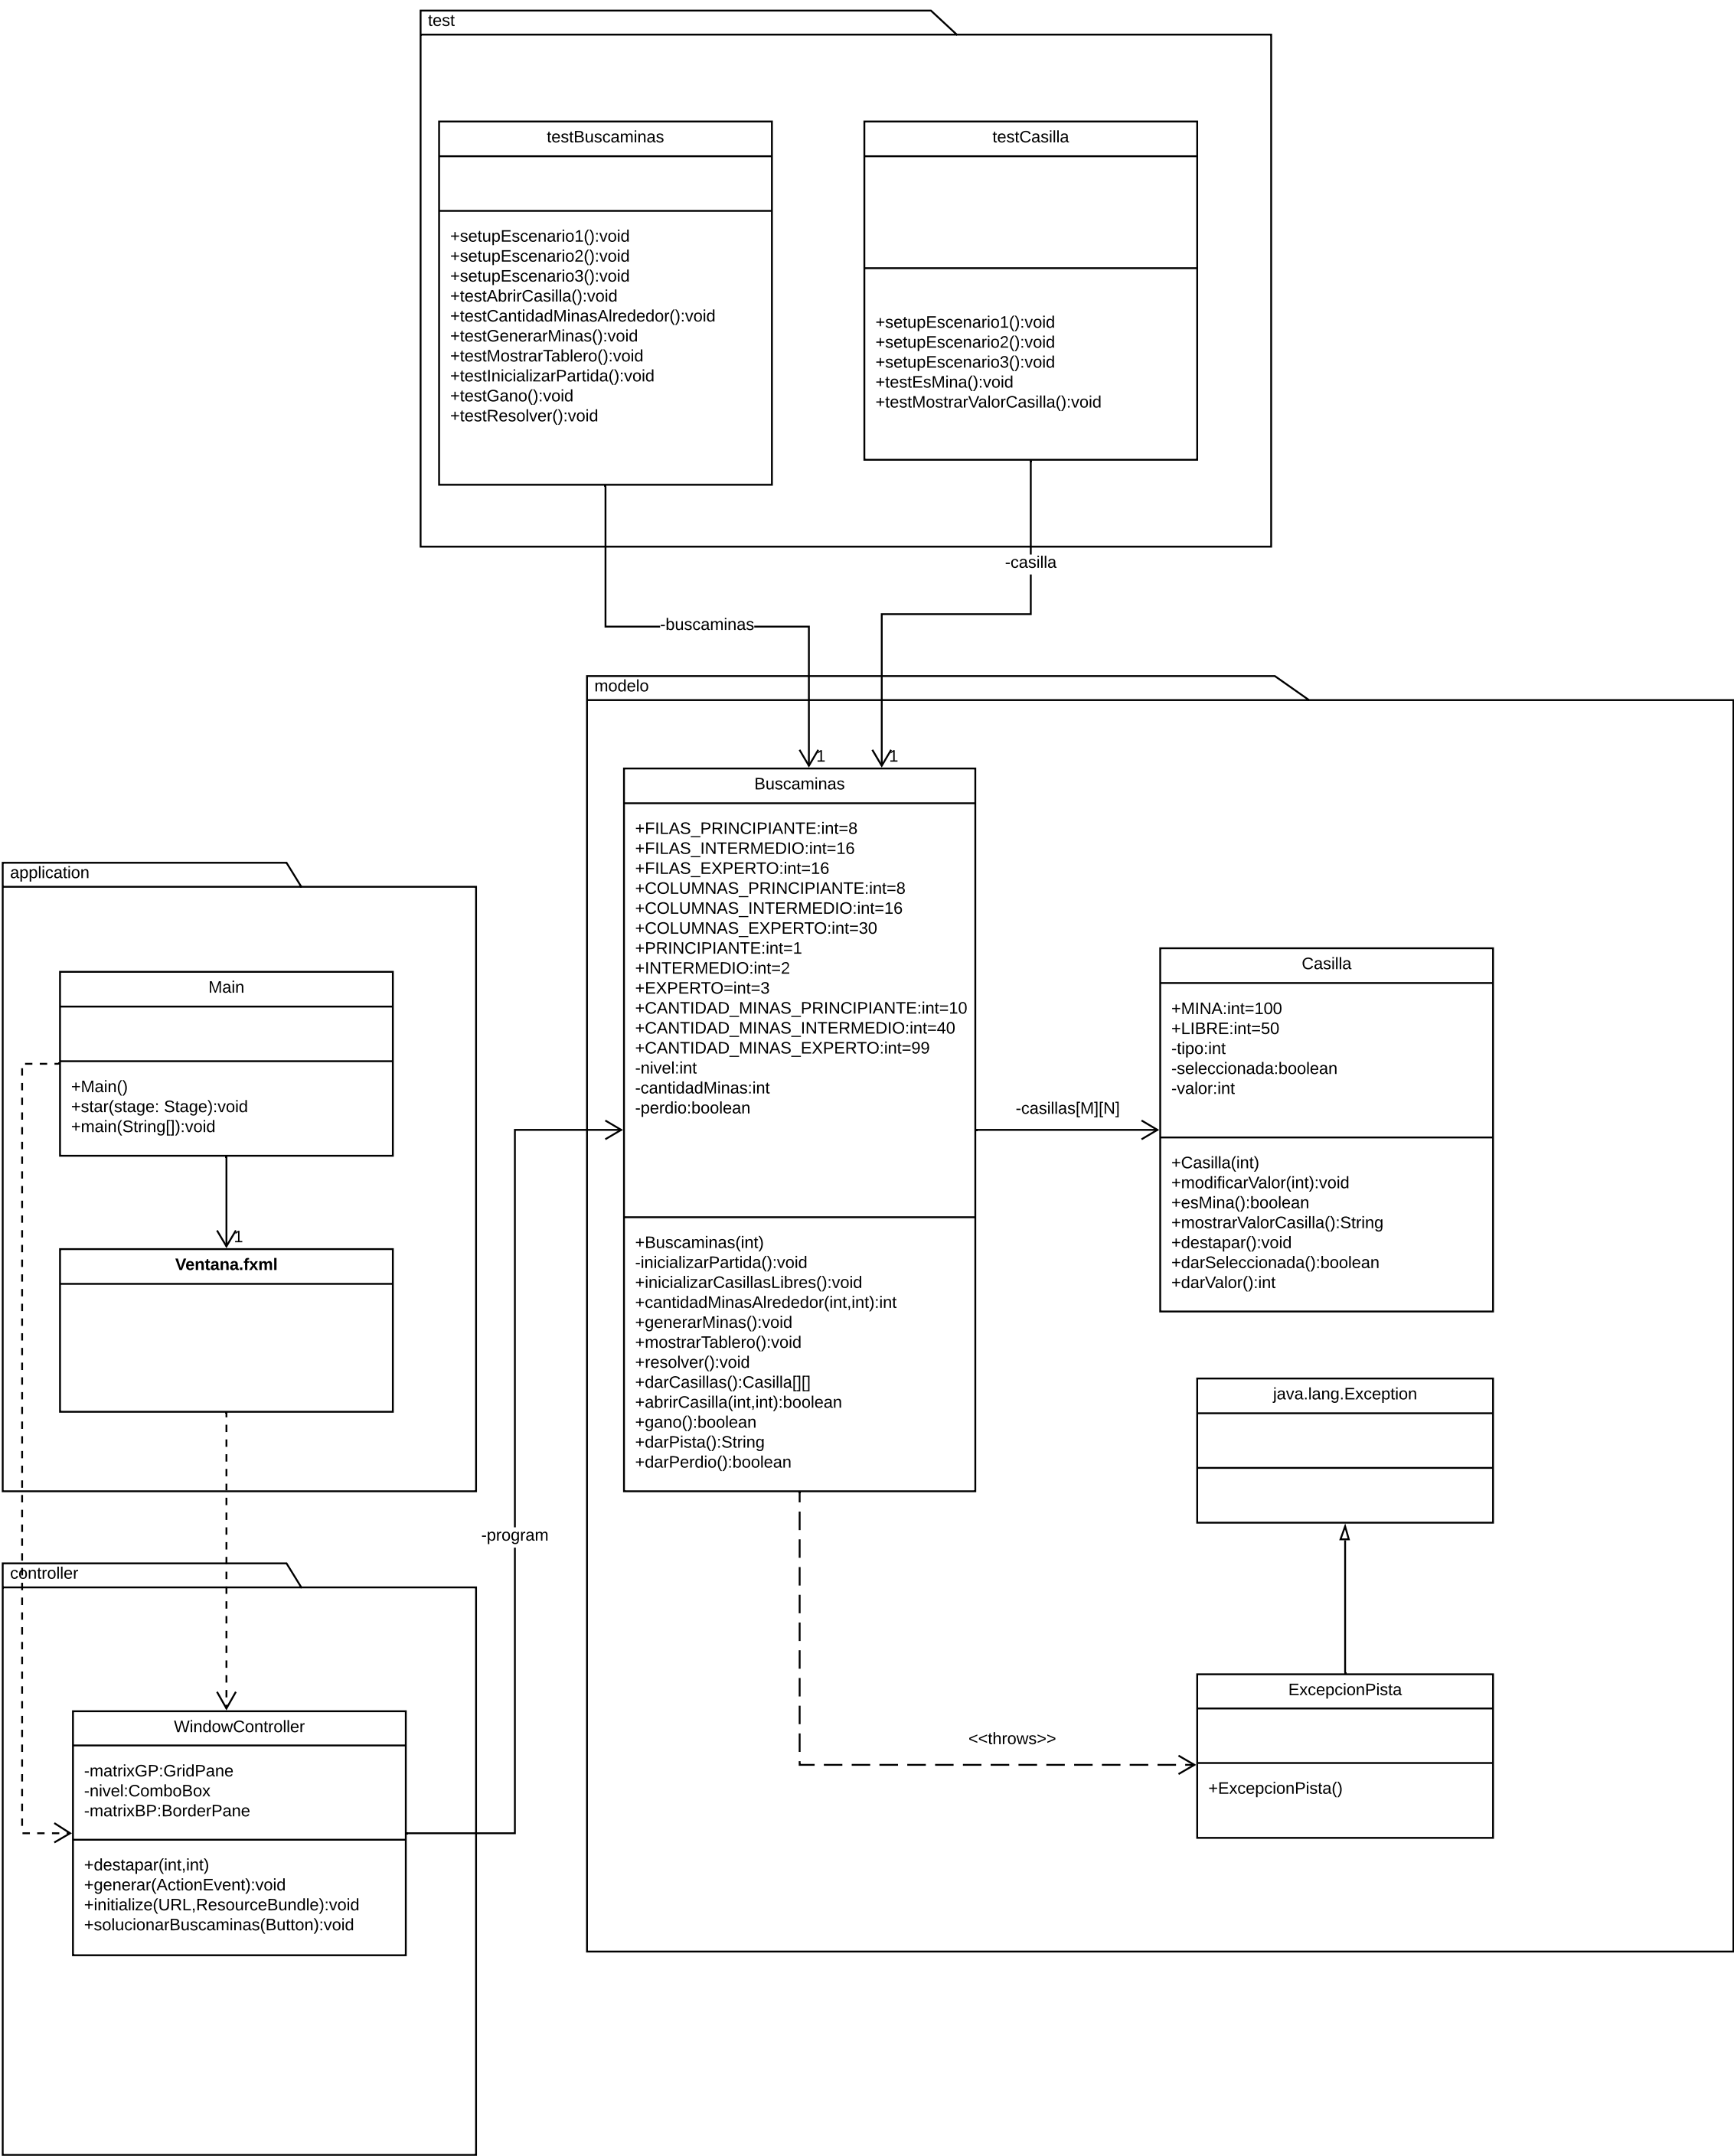 test
testBuscaminas
+setupEscenario1():void
+setupEscenario2():void
+setupEscenario3():void
+testAbrirCasilla():void
+testCantidadMinasAlrededor():void
+testGenerarMinas():void
+testMostrarTablero():void
+testInicializarPartida():void
+testGano():void
+testResolver():void
testCasilla
+setupEscenario1():void
+setupEscenario2():void
+setupEscenario3():void
+testEsMina():void
+testMostrarValorCasilla():void
-casilla
-buscaminas
modelo
1
1
Buscaminas
+FILAS_PRINCIPIANTE:int=8
+FILAS_INTERMEDIO:int=16
+FILAS_EXPERTO:int=16
+COLUMNAS_PRINCIPIANTE:int=8
+COLUMNAS_INTERMEDIO:int=16
+COLUMNAS_EXPERTO:int=30
+PRINCIPIANTE:int=1
+INTERMEDIO:int=2
+EXPERTO=int=3
+CANTIDAD_MINAS_PRINCIPIANTE:int=10
+CANTIDAD_MINAS_INTERMEDIO:int=40
+CANTIDAD_MINAS_EXPERTO:int=99
-nivel:int
-cantidadMinas:int
-perdio:boolean
+Buscaminas(int)
-inicializarPartida():void
+inicializarCasillasLibres():void
+cantidadMinasAlrededor(int,int):int
+generarMinas():void
+mostrarTablero():void
+resolver():void
+darCasillas():Casilla[][]
+abrirCasilla(int,int):boolean
+gano():boolean
+darPista():String
+darPerdio():boolean
-casillas[M][N]
Casilla
+MINA:int=100
+LIBRE:int=50
-tipo:int
-seleccionada:boolean
-valor:int
+Casilla(int)
+modificarValor(int):void
+esMina():boolean
+mostrarValorCasilla():String
+destapar():void
+darSeleccionada():boolean
+darValor():int
java.lang.Exception
ExcepcionPista
+ExcepcionPista()
<<throws>>
application
Main
+Main()
+star(stage: Stage):void
+main(String[]):void
1
Ventana.fxml
-program
controller
WindowController
-matrixGP:GridPane
-nivel:ComboBox
-matrixBP:BorderPane
+destapar(int,int)
+generar(ActionEvent):void
+initialize(URL,ResourceBundle):void
+solucionarBuscaminas(Button):void